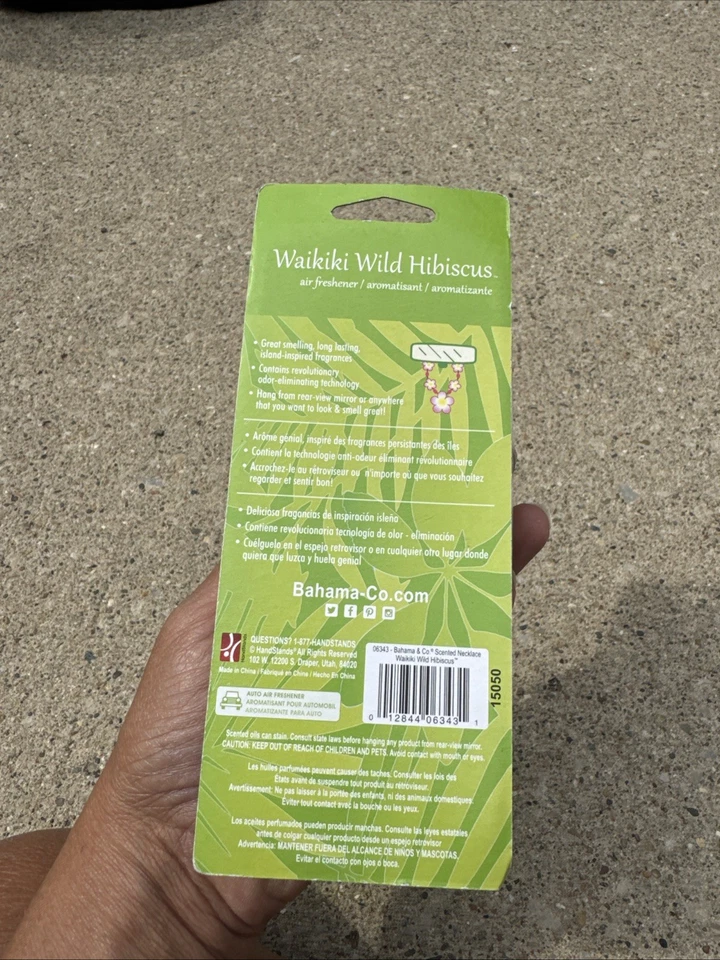 Waikiki Wild Hibiscus™
air freshener / aromatisant / aromatizante
• Great smelling, long lasting,
island-inspired fragrances
• Contains revolutionary
odor-eliminating technology
• Hang from rear-view mirror or anywhere
that you want to look & smell great!
• Arôme genial, inspiré des fragrances persistantes des îles
• Contient la technologie anti-odeur éliminant révolutionnaire
• Accrochez-le au rétroviseur ou n'importe où que vous souhaitez
regarder et sentir bon!
• Deliciosa fragancias de inspiración isleña
• Contiene revolucionaria tecnologia de olor - eliminación
• Cuélguelo en el espejo retrovisor o en cualquier otro lugar donde
quiera que luzca y huela genial
Bahama-Co.com
QUESTIONS? 1-877-HANDSTANDS
© HandStands® All Rights Reserved
102 W. 12200 S. Draper, Utah, 84020
Made in China / Fabriqué en Chine / Hecho En China
AUTO AIR FRESHENER
AROMATISANT POUR AUTOMOBIL
AROMATIZANTE PARA AUTO
06343 - Bahama & Co.® Scented Necklace
Waikiki Wild Hibiscus™
0 12844 06343 1
15050
Scented oils can stain. Consult state laws before hanging any product from rear-view mirror.
CAUTION: KEEP OUT OF REACH OF CHILDREN AND PETS. Avoid contact with mouth or eyes.
Les huiles parfumées peuvent causer des taches. Consulter les lois des
États avant de suspendre tout produit au rétroviseur.
Avertissement: Ne pas laisser à la portée des enfants, ni des animaux domestiques.
Éviter tout contact avec la bouche ou les yeux.
Los aceites perfumados pueden producir manchas. Consulte las leyes estatales
antes de colgar cualquier producto desde un espejo retrovisor
Advertencia: MANTENER FUERA DEL ALCANCE DE NIÑOS Y MASCOTAS.
Evitar el contacto con ojos o boca.